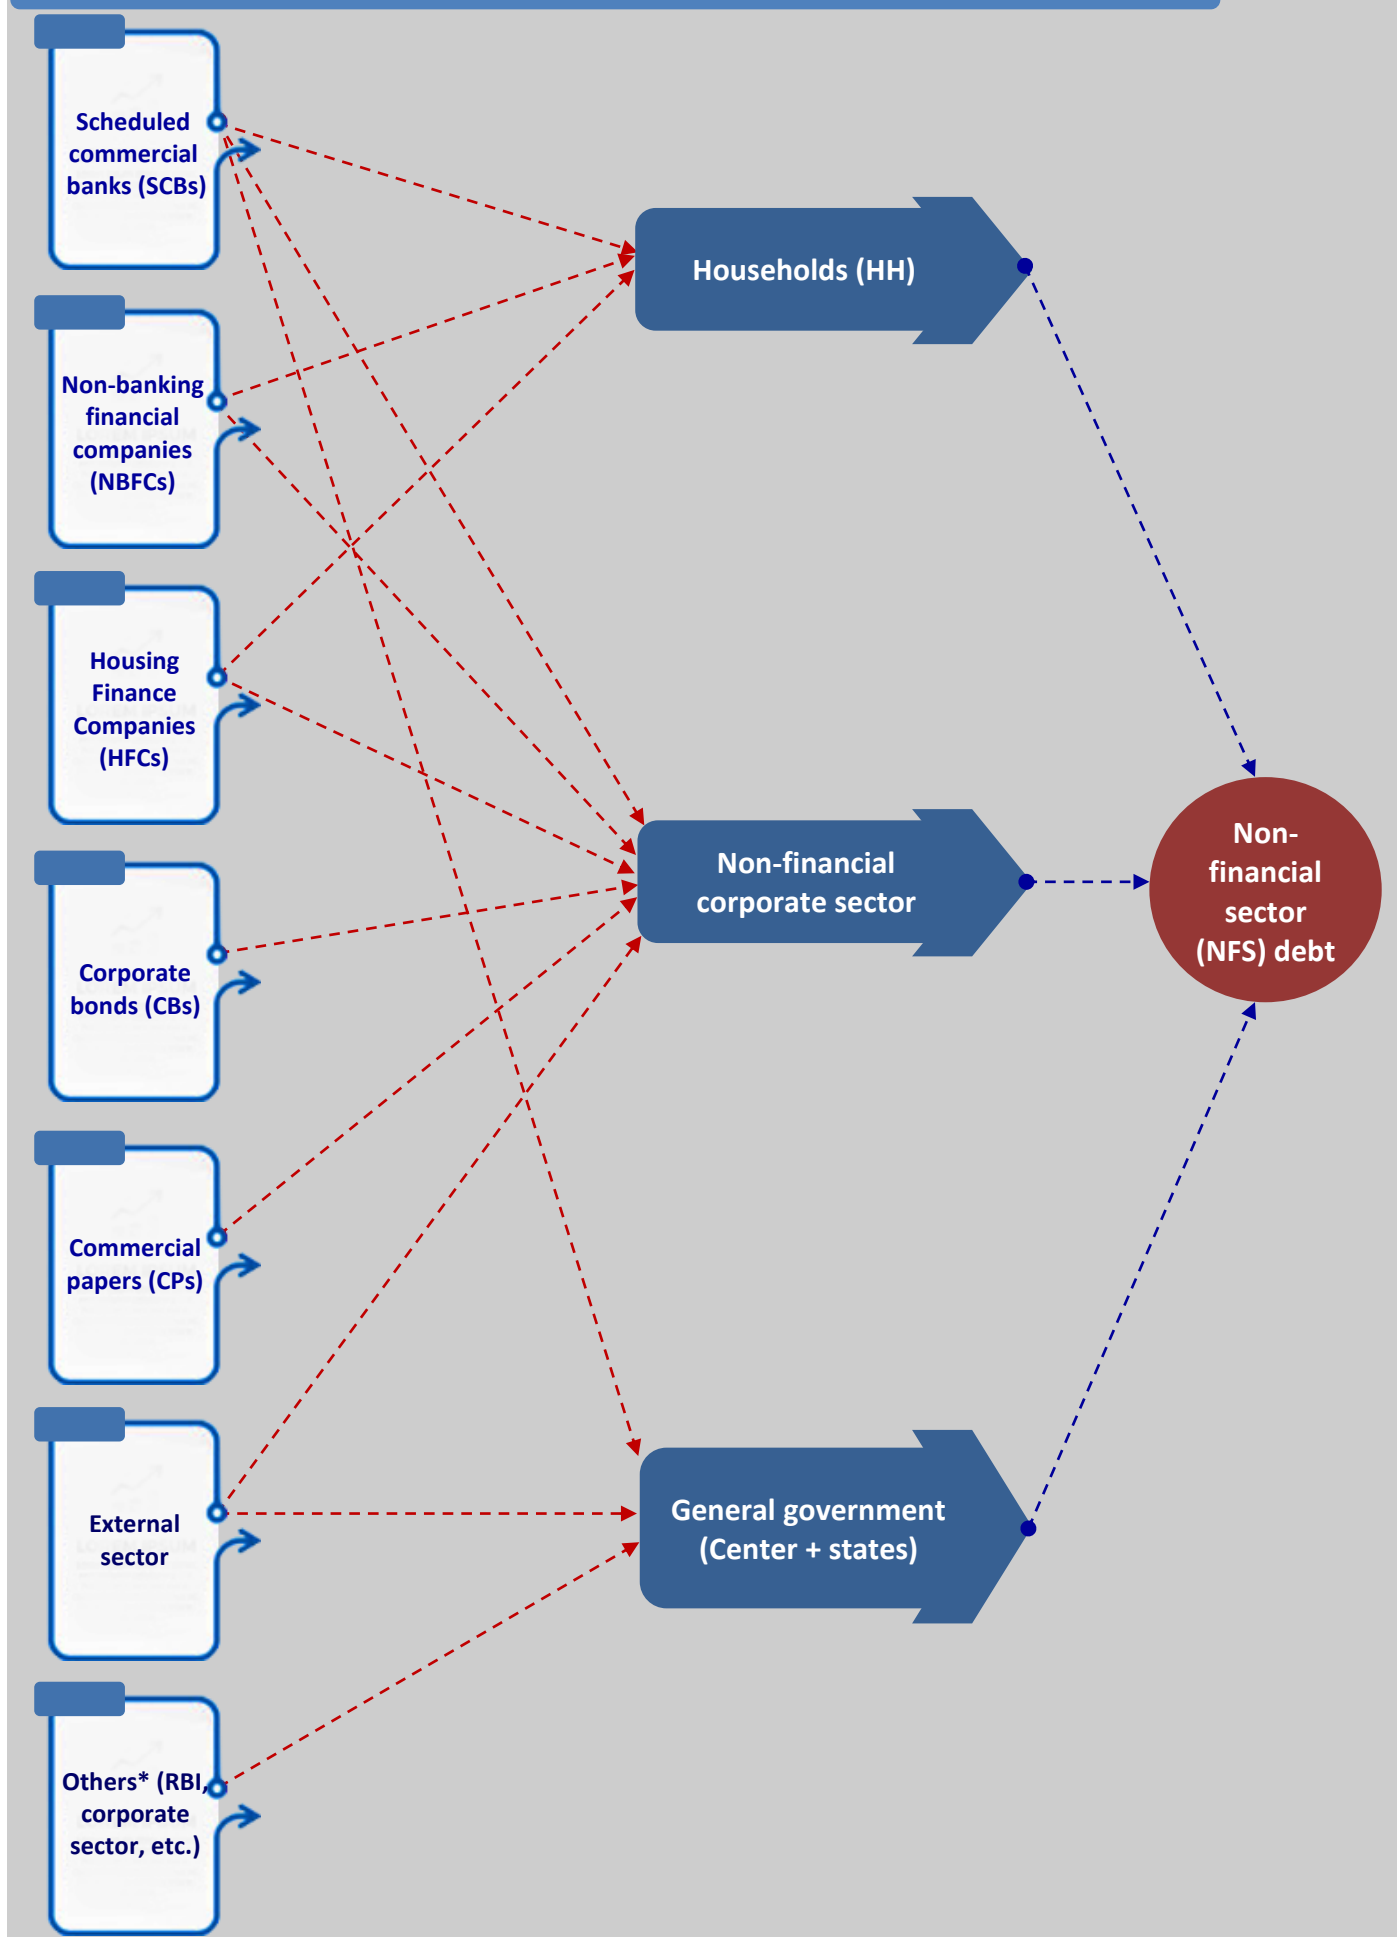 Scheduled
commercial
banks (SCBs)
Households (HH)
Non-banking
financial
companies
(NBFCs)
Housing
Finance
Companies
(HFCs)
Non-financial
corporate sector
Non-
financial
sector
(NFS) debt
Corporate
bonds (CBs)
Commercial
papers (CPs)
External
sector
General government
(Center + states)
Others* (RBI,
corporate
sector, etc.)